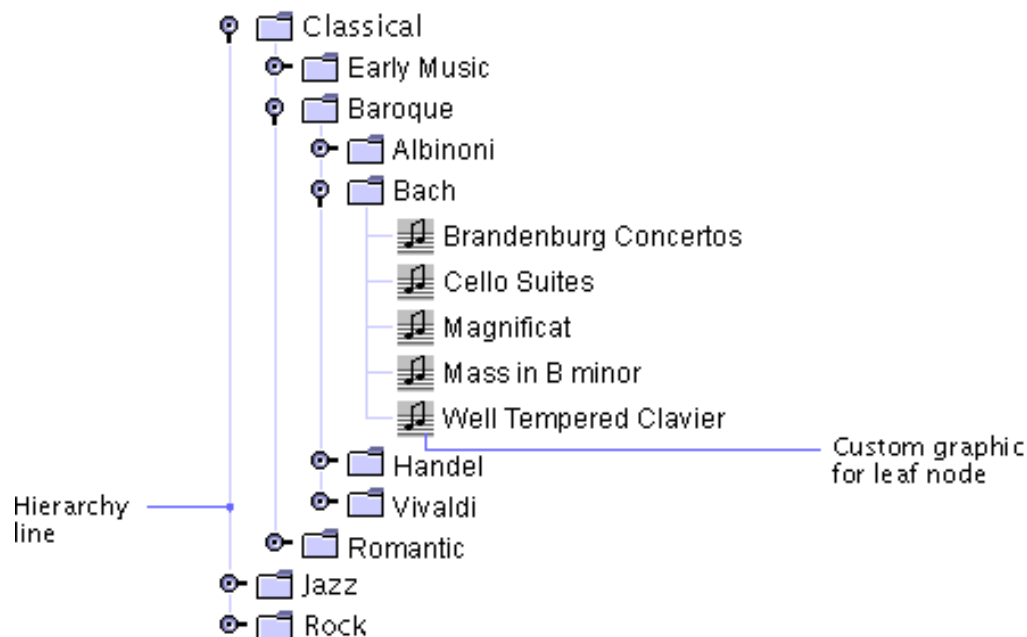 Classical
Early Music
Baroque
Albinoni
Bach
Brandenburg Concertos
Cello Suites
Magnificat
Mass in B minor
Well Tempered Clavier
Custom graphic
for leaf node
Handel
Vivaldi
Hierarchy
line
Romantic
Jazz
Rock